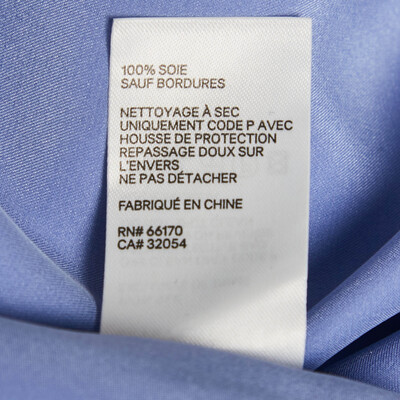 100% SOIE
SAUF BORDURES
NETTOYAGE À SEC
UNIQUEMENT CODE P AVEC
HOUSSE DE PROTECTION
REPASSAGE DOUX SUR
L'ENVERS
NE PAS DÉTACHER
FABRIQUÉ EN CHINE
RN# 66170
CA# 32054